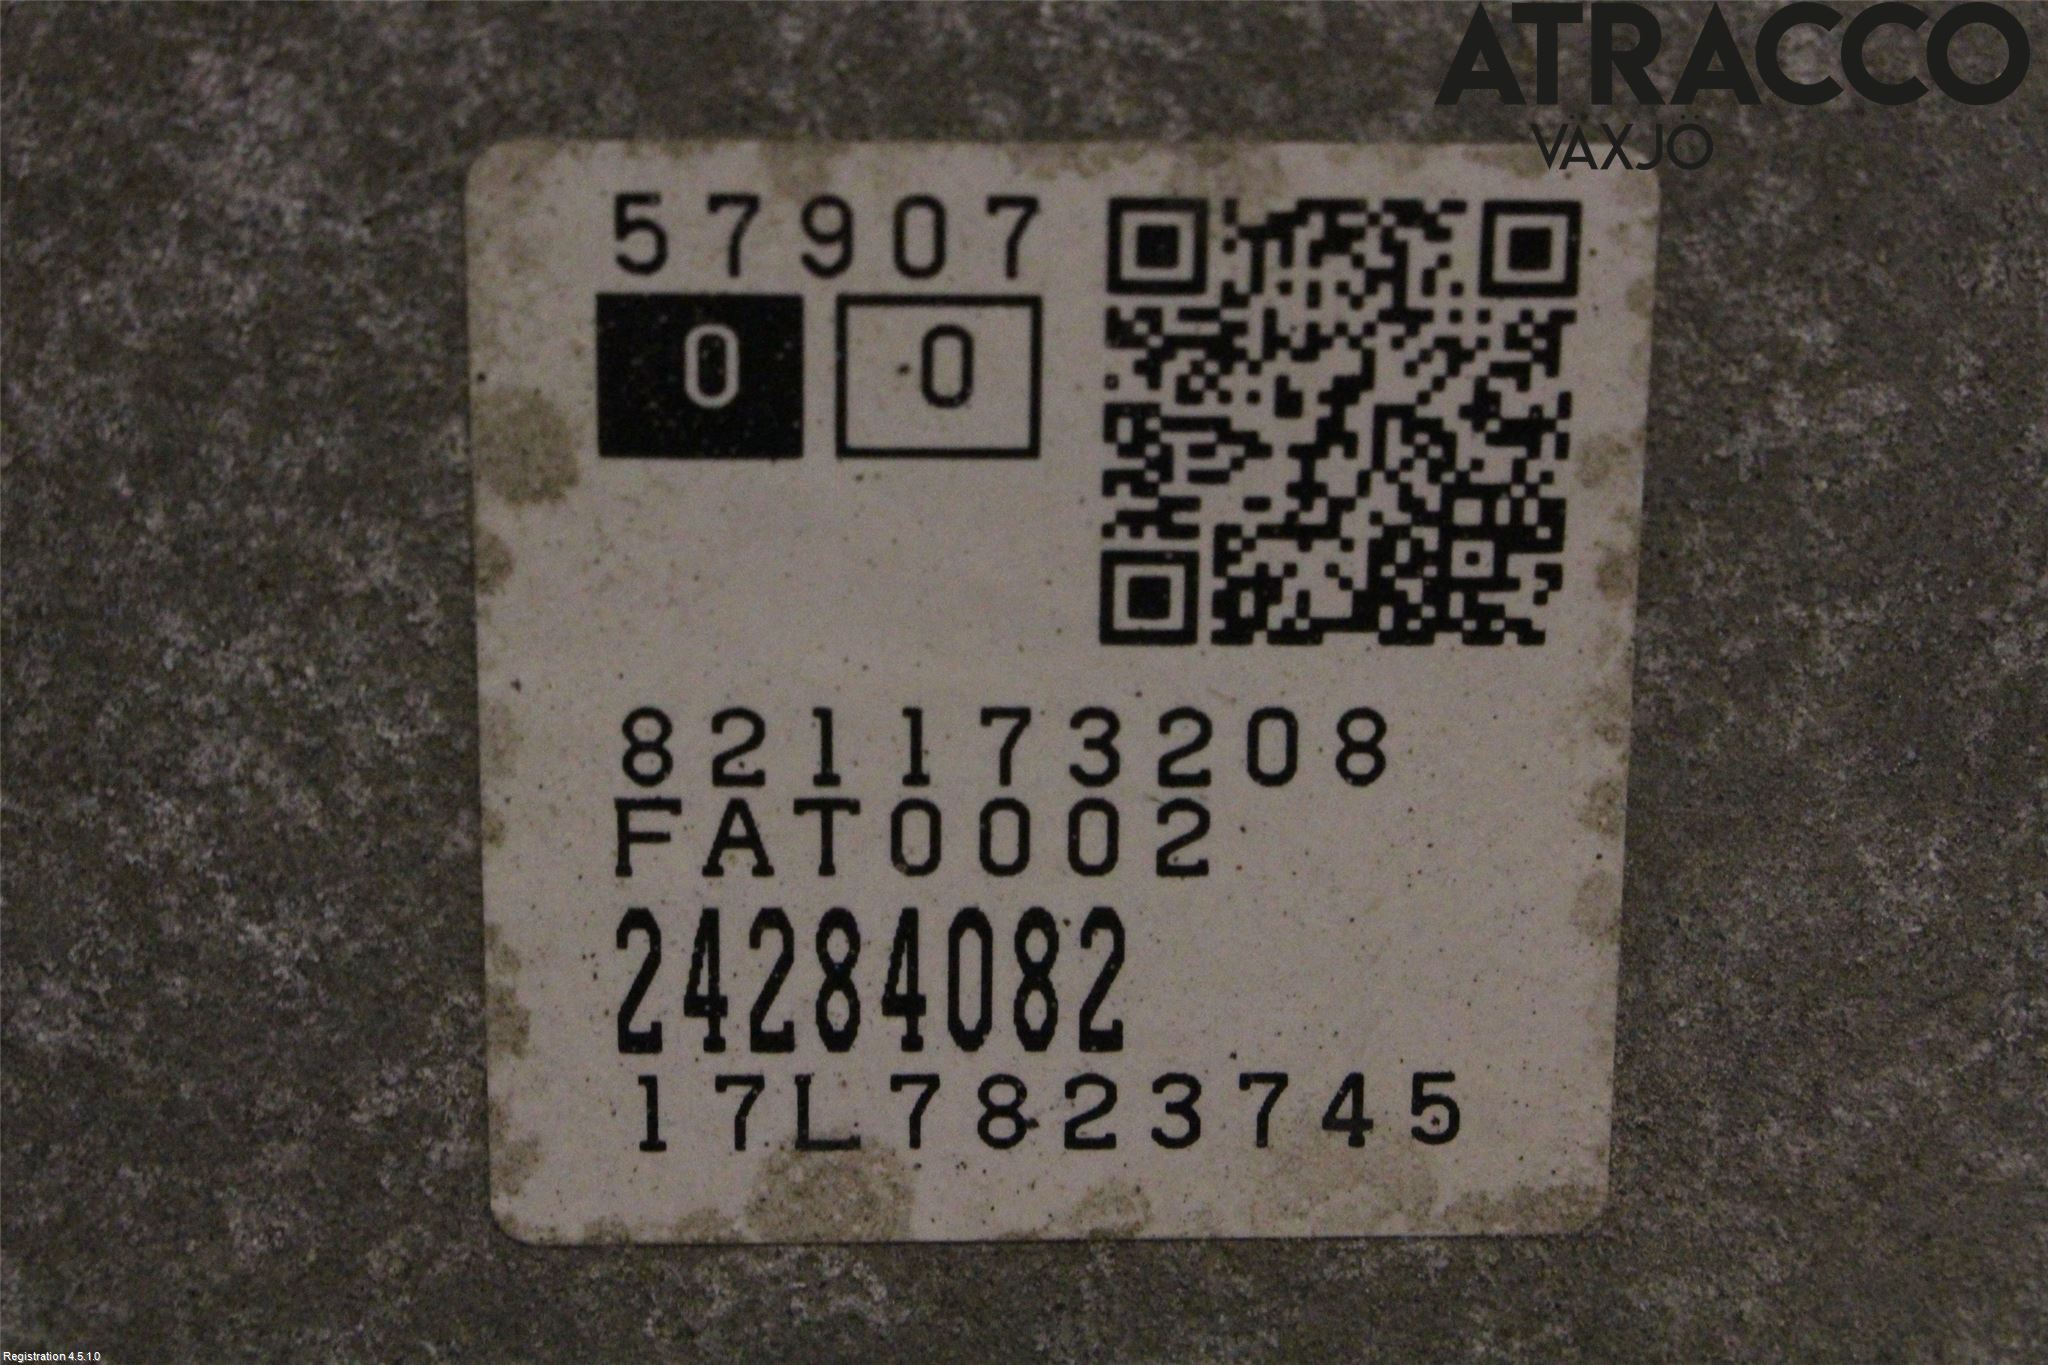 ATRACCO
VÄXJÖ
57907
0 0
821173208
FAT0002
24284082
17L7823745
Registration 4.5.1.0